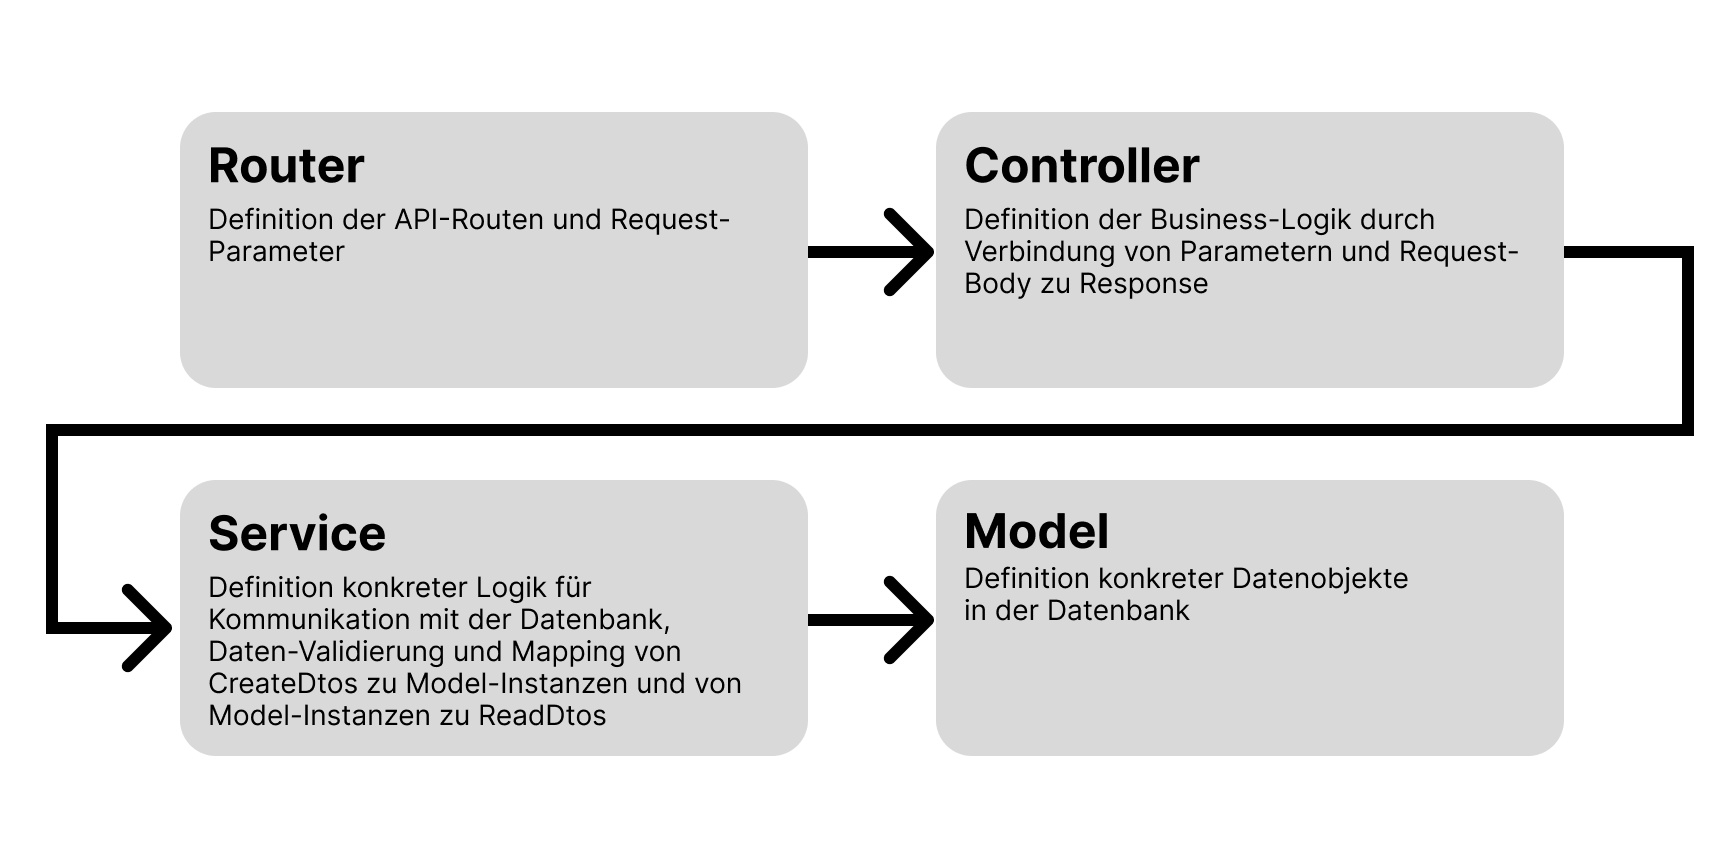 Router
Definition der API-Routen und Request-
Parameter
Controller
Definition der Business-Logik durch
Verbindung von Parametern und Request-
Body zu Response
Service
Definition konkreter Logik für
Kommunikation mit der Datenbank,
Daten-Validierung und Mapping von
CreateDtos zu Model-Instanzen und von
Model-Instanzen zu ReadDtos
Model
Definition konkreter Datenobjekte
in der Datenbank